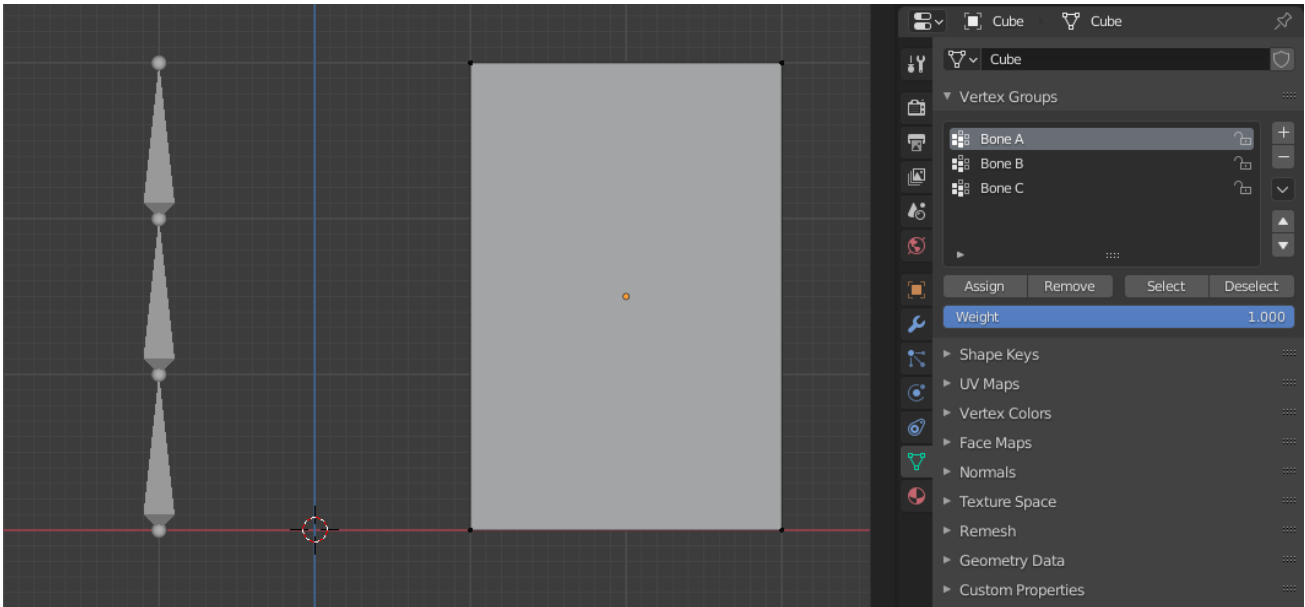 Cube Cube
Cube
Vertex Groups
Bone A
Bone B
Bone C
Assign Remove Select Deselect
Weight 1.000
Shape Keys
UV Maps
Vertex Colors
Face Maps
Normals
Texture Space
Remesh
Geometry Data
Custom Properties